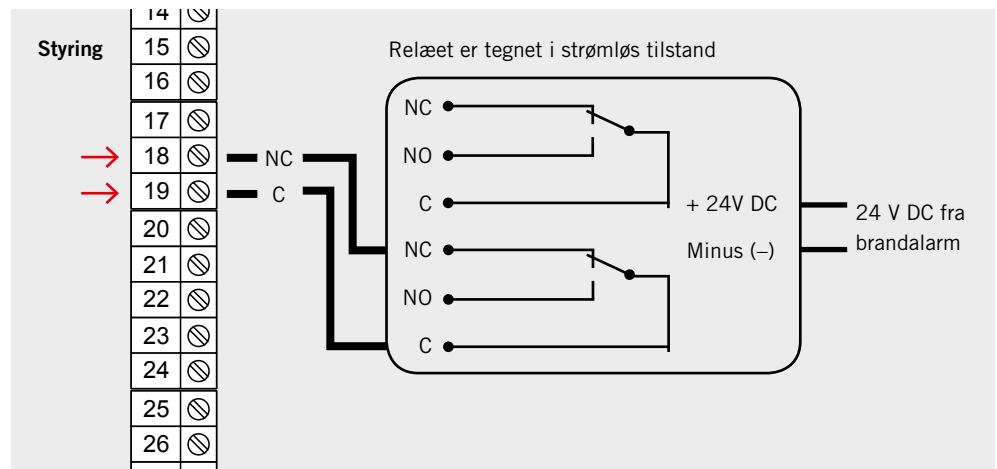 14
Styring
15
Relæet er tegnet i strømløs tilstand
16
17
18
19
20
21
22
23
24
25
26
NC
C
NC
NO
C
NC
NO
C
+ 24V DC
Minus (–)
24 V DC fra
brandalarm